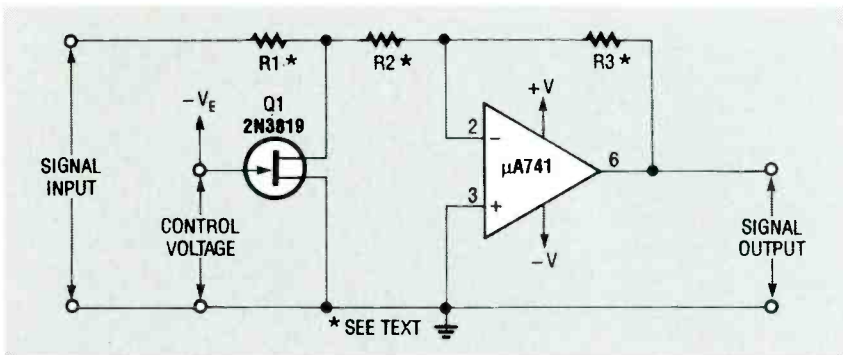 R1*
R2*
R3*
-VE
Q1
2N3819
+V
2
-
μA741
6
3
+
-V
SIGNAL
INPUT
CONTROL
VOLTAGE
SIGNAL
OUTPUT
* SEE TEXT